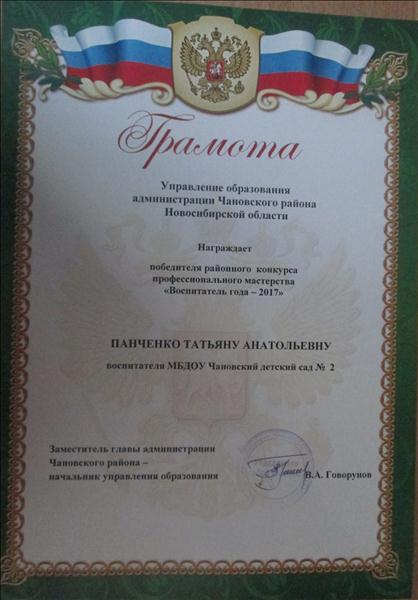 Грамота
Управление образования
администрации Чановского района
Новосибирской области
Награждает
победителя районного конкурса
профессионального мастерства
«Воспитатель года – 2017»
ПАНЧЕНКО ТАТЬЯНУ АНАТОЛЬЕВНУ
воспитателя МБДОУ Чановский детский сад № 2
Заместитель главы администрации
Чановского района –
начальник управления образования
В.А. Говорунов